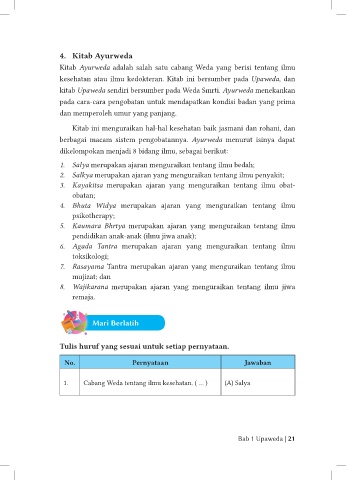 4. Kitab Ayurweda
Kitab Ayurweda adalah salah satu cabang Weda yang berisi tentang ilmu
kesehatan atau ilmu kedokteran. Kitab ini bersumber pada Upaweda, dan
kitab Upaweda sendiri bersumber pada Weda Smrti. Ayurweda menekankan
pada cara-cara pengobatan untuk mendapatkan kondisi badan yang prima
dan memperoleh umur yang panjang.
Kitab ini menguraikan hal-hal kesehatan baik jasmani dan rohani, dan
berbagai macam sistem pengobatannya. Ayurweda menurut isinya dapat
dikelompokan menjadi 8 bidang ilmu, sebagai berikut:
1. Salya merupakan ajaran menguraikan tentang ilmu bedah;
2. Salkya merupakan ajaran yang menguraikan tentang ilmu penyakit;
3. Kayakitsa merupakan ajaran yang menguraikan tentang ilmu obat-
obatan;
4. Bhuta Widya merupakan ajaran yang menguraikan tentang ilmu
psikotherapy;
5. Kaumara Bhrtya merupakan ajaran yang menguraikan tentang ilmu
pendidikan anak-anak (ilmu jiwa anak);
6. Agada Tantra merupakan ajaran yang menguraikan tentang ilmu
toksikologi;
7. Rasayama Tantra merupakan ajaran yang menguraikan tentang ilmu
mujizat; dan
8. Wajikarana merupakan ajaran yang menguraikan tentang ilmu jiwa
remaja.
Mari Berlatih
Tulis huruf yang sesuai untuk setiap pernyataan.
No. Pernyataan Jawaban
1. Cabang Weda tentang ilmu kesehatan. ( ... ) (A) Salya
Bab 1 Upaweda | 21